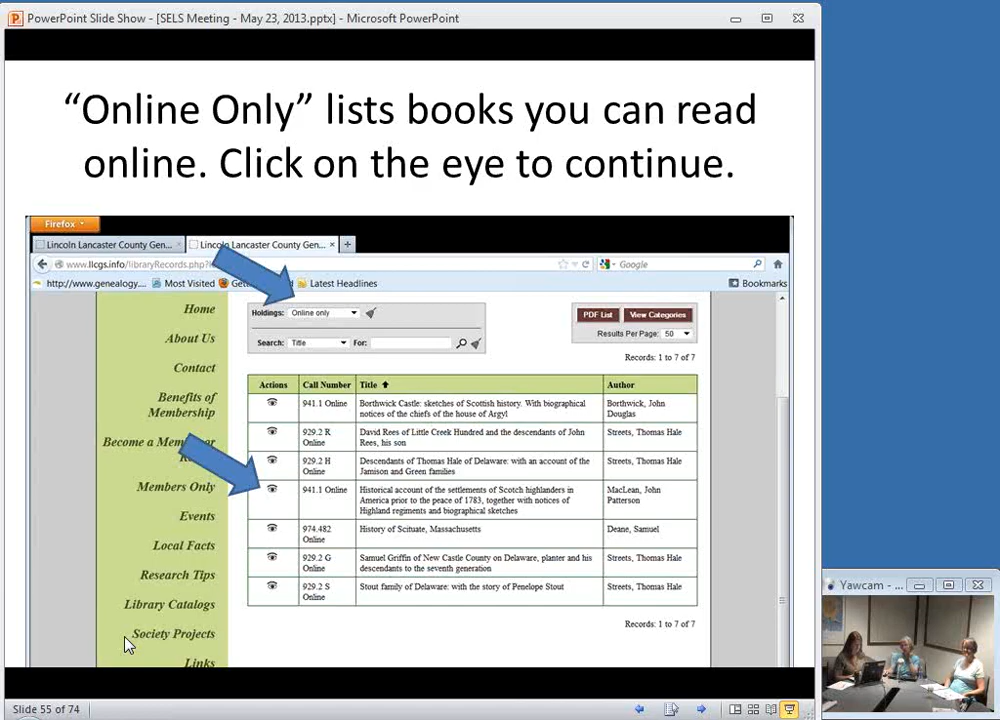 PowerPoint Slide Show - [SELS Meeting - May 23, 2013.pptx] - Microsoft PowerPoint
“Online Only” lists books you can read
online. Click on the eye to continue.
Firefox
Lincoln Lancaster County Gen... ×
Lincoln Lancaster County Gen... × +
www.llcgs.info/libraryRecords.php?
Google
http://www.genealogy.... Most Visited Latest Headlines Bookmarks
Home
About Us
Contact
Benefits of
Membership
Become a
Members Only
Events
Local Facts
Research Tips
Library Catalogs
Society Projects
Links
Holdings: Online only
Search: Title For:
PDF List View Categories
Results Per Page: 50
Records: 1 to 7 of 7
Actions Call Number Title Author
941.1 Online Borthwick Castle: sketches of Scottish history. With biographical Borthwick, John
notices of the chiefs of the house of Argyl Douglas
929.2 R David Rees of Little Creek Hundred and the descendants of John Streets, Thomas Hale
Online Rees, his son
929.2 H Descendants of Thomas Hale of Delaware: with an account of the Streets, Thomas Hale
Online Jamison and Green families
941.1 Online Historical account of the settlements of Scotch highlanders in MacLean, John
America prior to the peace of 1783, together with notices of Patterson
Highland regiments and biographical sketches
974.482 History of Scituate, Massachusetts Deane, Samuel
Online
929.2 G Samuel Griffin of New Castle County on Delaware, planter and his Streets, Thomas Hale
Online descendants to the seventh generation
929.2 S Stout family of Delaware: with the story of Penelope Stout Streets, Thomas Hale
Online
Records: 1 to 7 of 7
Yawcam - ...
Slide 55 of 74